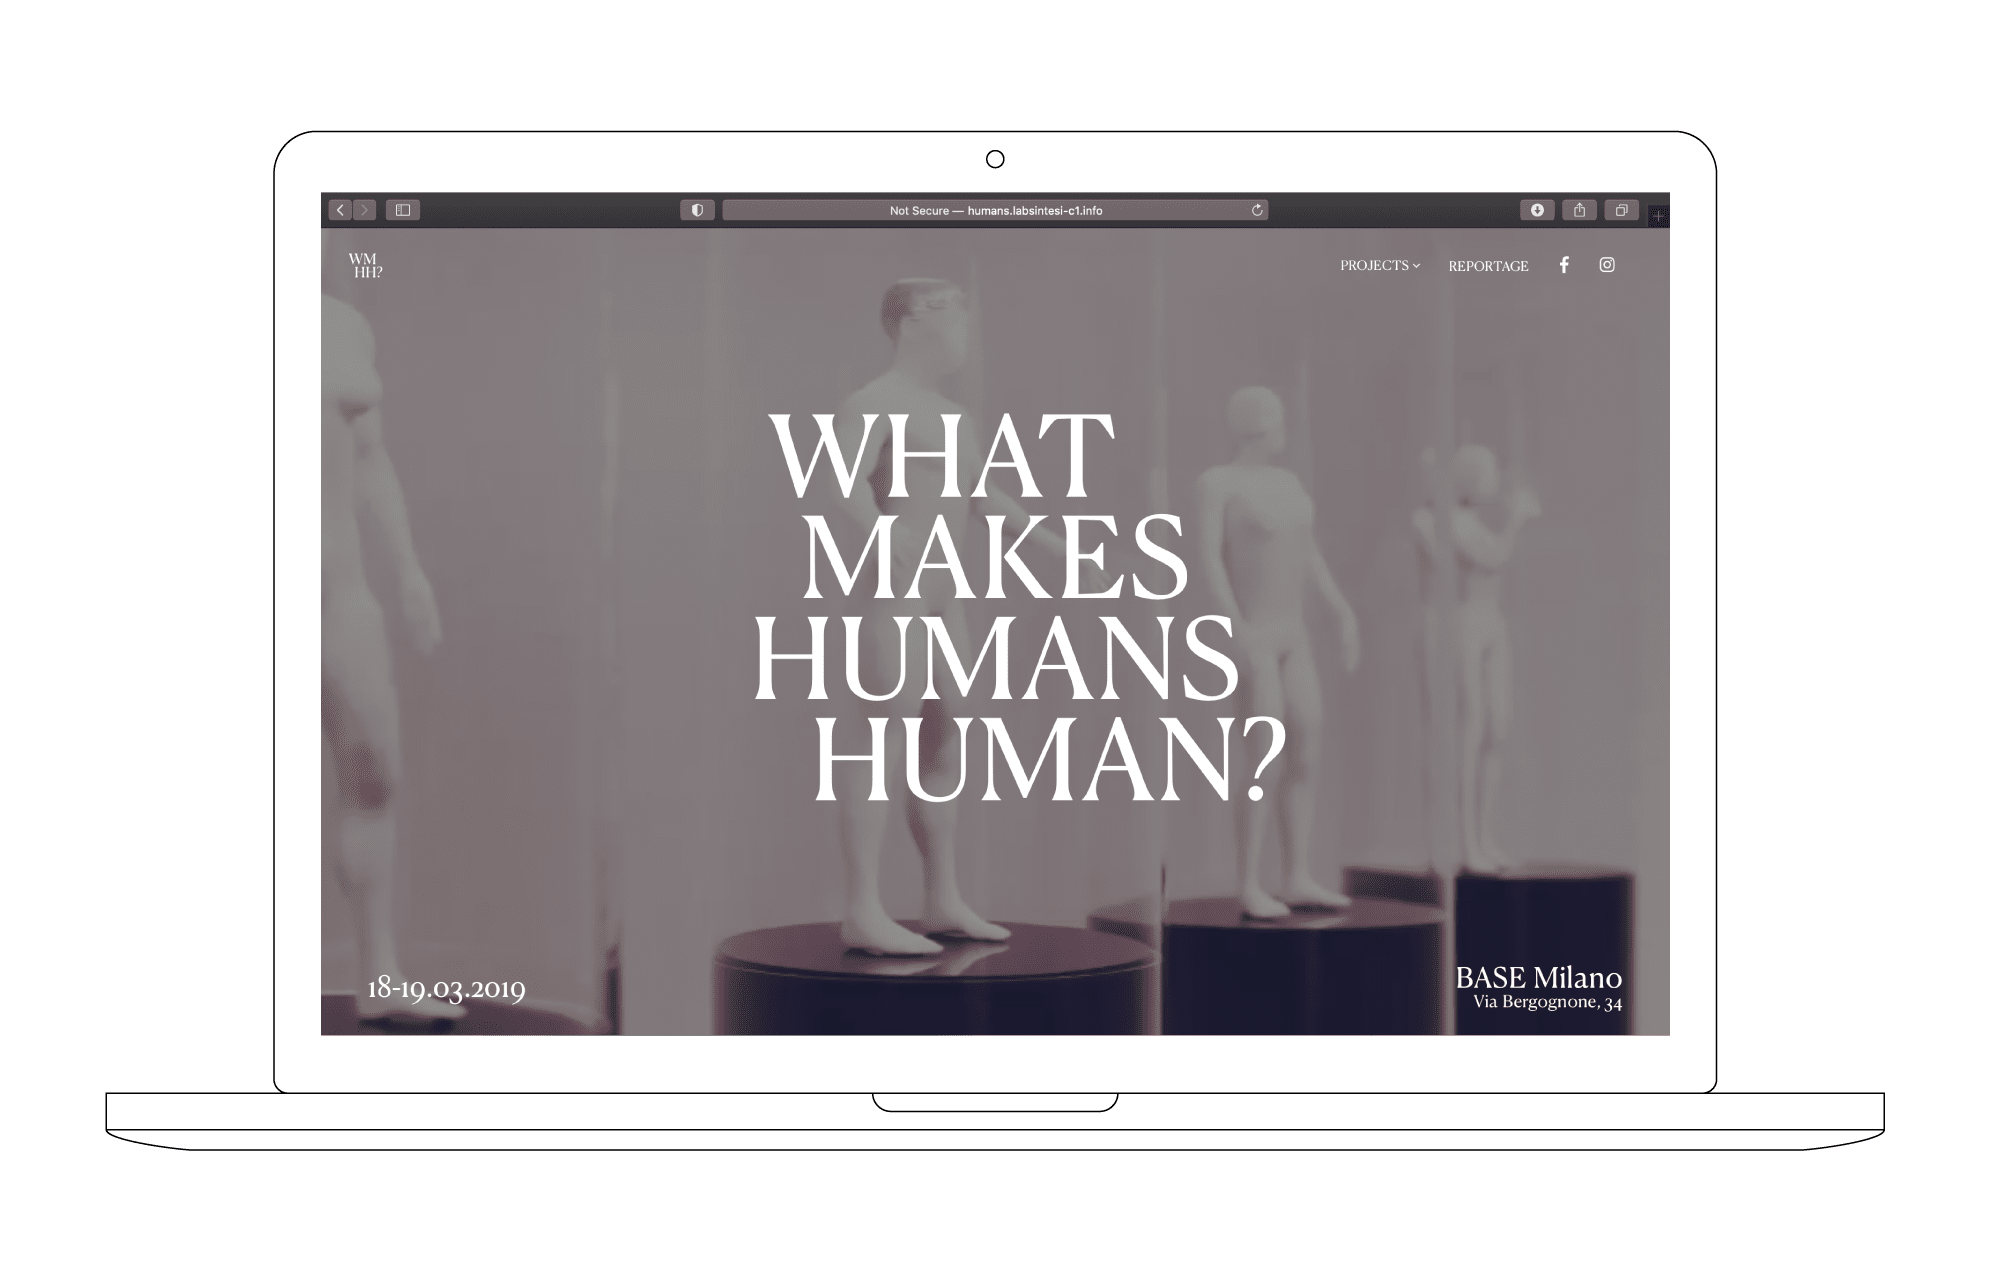 Not Secure — humans.labsintesi-c1.info
WM
HH?
PROJECTS
REPORTAGE
WHAT
MAKES
HUMANS
HUMAN?
18-19.03.2019
BASE Milano
Via Bergognone, 34